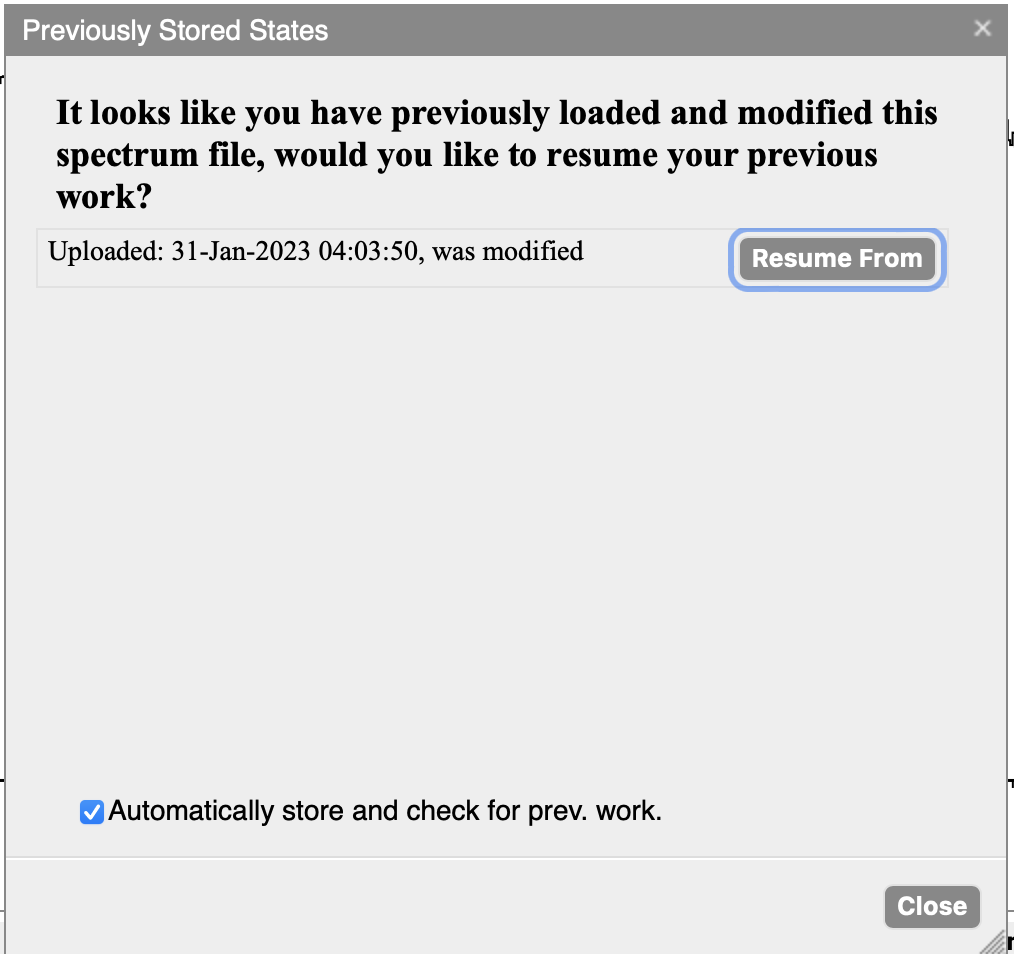 Previously Stored States
It looks like you have previously loaded and modified this
spectrum file, would you like to resume your previous
work?
Uploaded: 31-Jan-2023 04:03:50, was modified
Resume From
Automatically store and check for prev. work.
Close